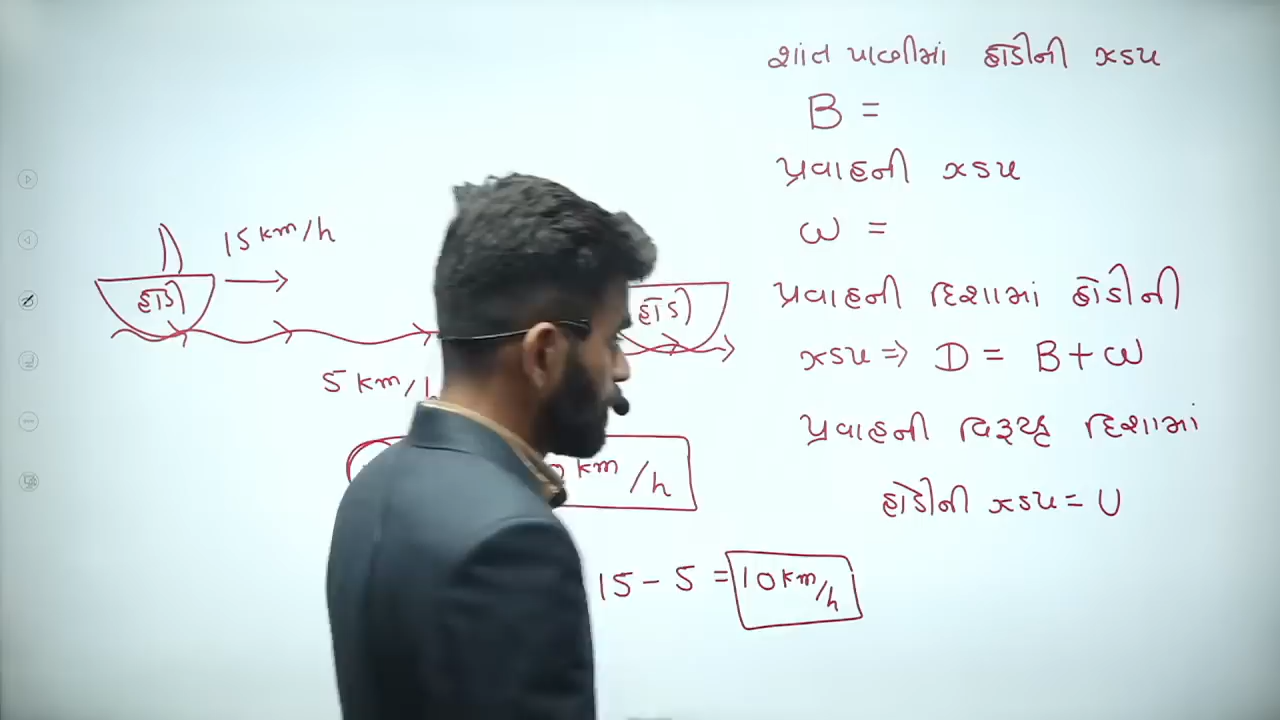 શાંત પાણીમાં હોડીની ઝડપ
B =
પ્રવાહની ઝડપ
ω =
પ્રવાહની દિશામાં હોડીની
ઝડપ ⇒ D = B + ω
પ્રવાહની વિરૂધ્ધ દિશામાં
હોડીની ઝડપ = U
15 km/h
હોડી
હોડી
5 km/
km/h
15 - 5 = 10 km/h